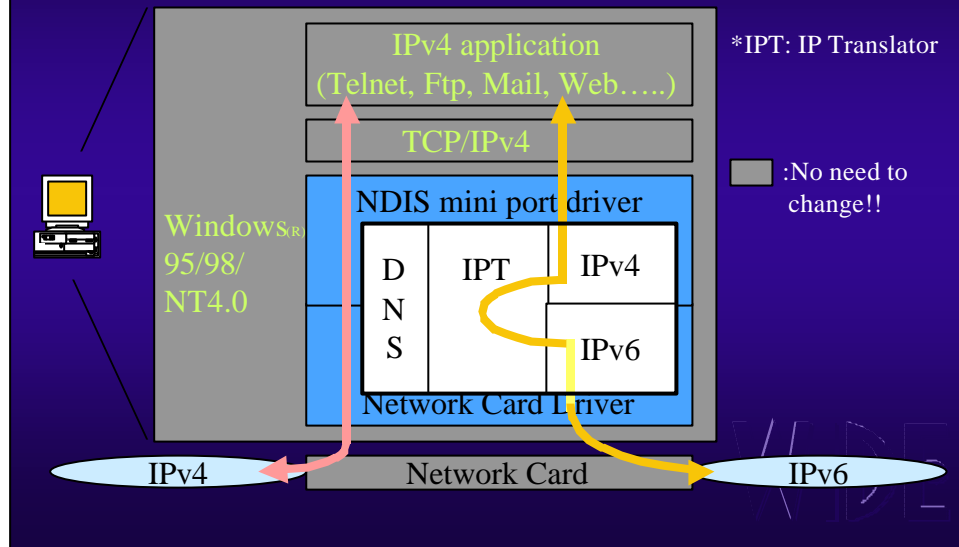 IPv4 application
(Telnet, Ftp, Mail, Web…..)
*IPT: IP Translator
TCP/IPv4
:No need to
change!!
NDIS mini port driver
Windows(R)
95/98/
NT4.0
D
N
S
IPT
IPv4
IPv6
Network Card Driver
IPv4
Network Card
IPv6
WIDE